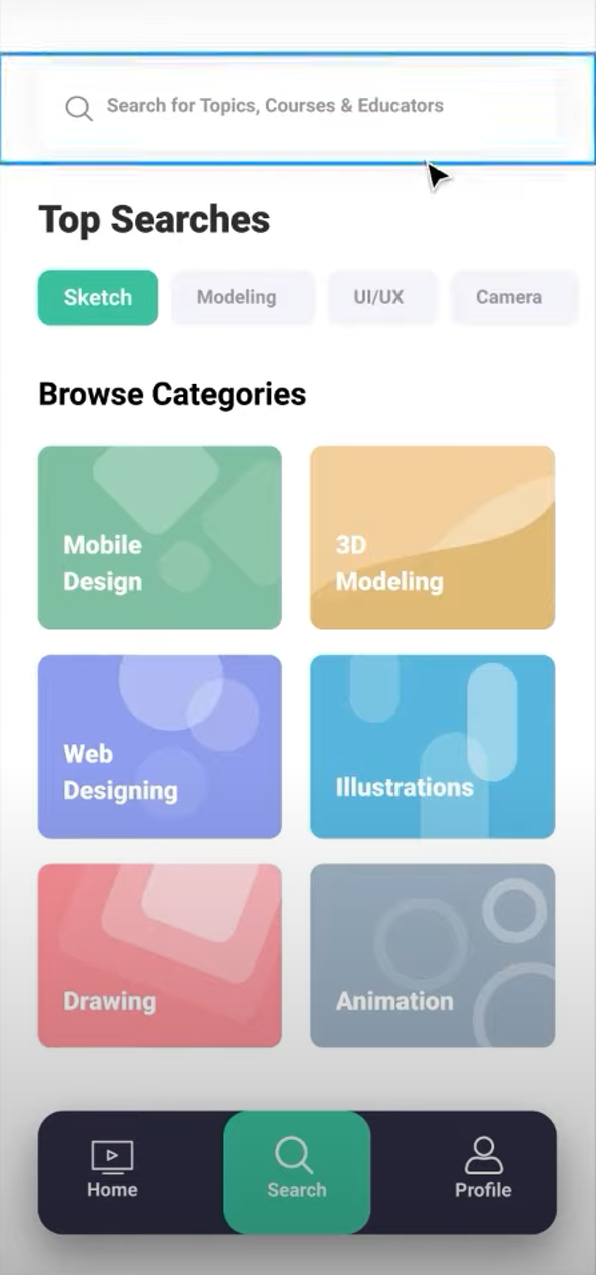 Search for Topics, Courses & Educators
Top Searches
Sketch
Modeling
UI/UX
Camera
Browse Categories
Mobile
Design
3D
Modeling
Web
Designing
Illustrations
Drawing
Animation
Home
Search
Profile